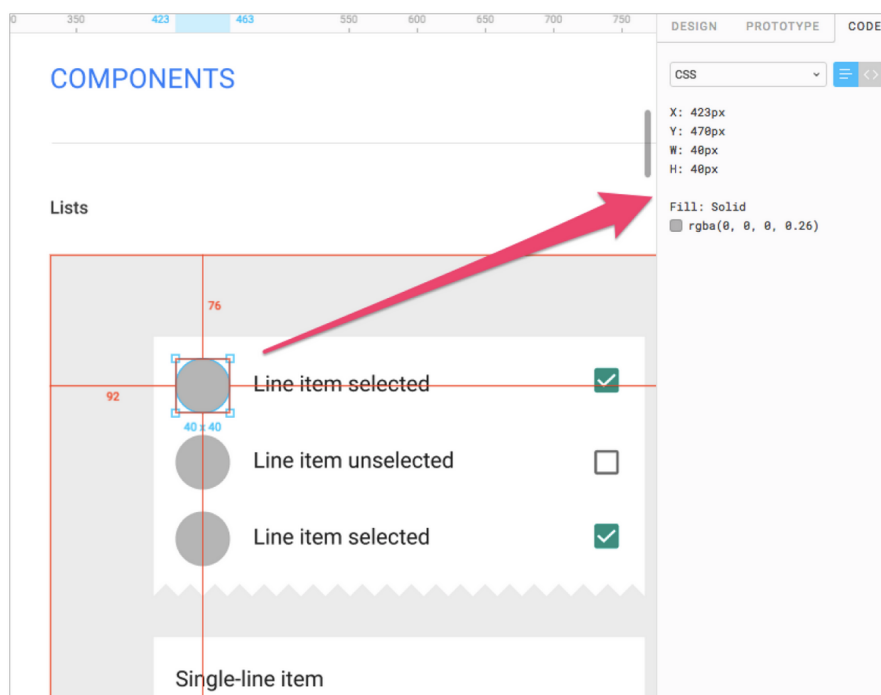 0 350 423 463 550 600 650 700 750
DESIGN PROTOTYPE CODE
COMPONENTS
CSS
X: 423px
Y: 470px
W: 40px
H: 40px
Lists
Fill: Solid
rgba(0, 0, 0, 0.26)
76
Line item selected
92
40 x 40
Line item unselected
Line item selected
Single-line item